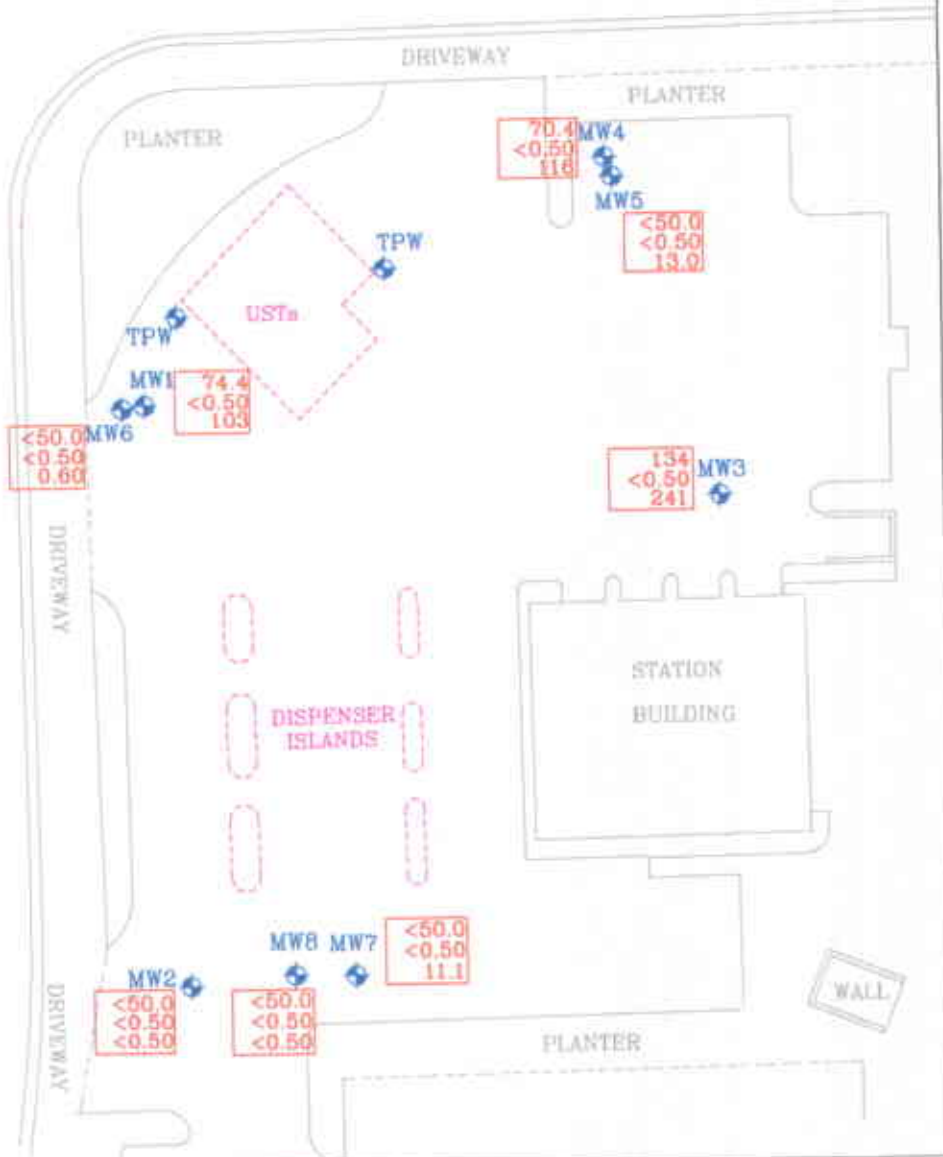 DRIVEWAY
PLANTER
PLANTER
70.4
<0.50
116
MW4
MW5
<50.0
<0.50
13.0
TPW
USTs
TPW
MW1
74.4
<0.50
103
MW6
<50.0
<0.50
0.60
134
<0.50
241
MW3
DRIVEWAY
STATION
BUILDING
DISPENSER
ISLANDS
<50.0
<0.50
11.1
MW8
MW7
MW2
<50.0
<0.50
<0.50
<50.0
<0.50
<0.50
DRIVEWAY
WALL
PLANTER